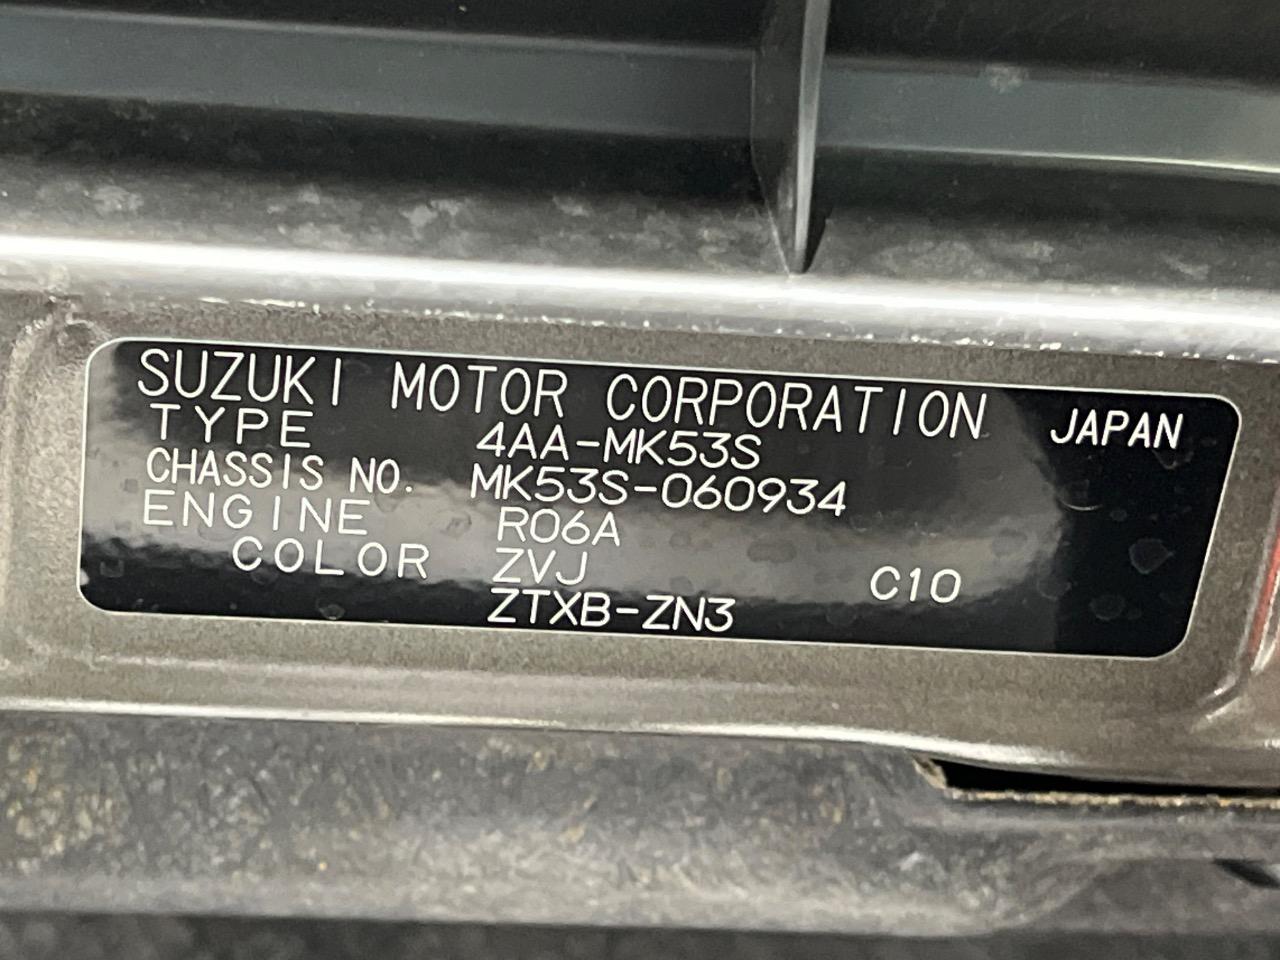 SUZUKI MOTOR CORPORATION JAPAN
TYPE 4AA-MK53S
CHASSIS NO. MK53S-060934
ENGINE R06A
COLOR ZVJ C10
ZTXB-ZN3